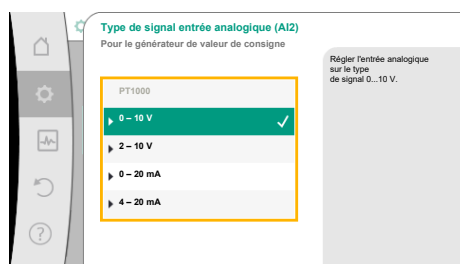 Type de signal entrée analogique (AI2)
Pour le générateur de valeur de consigne
Régler l'entrée analogique
sur le type
de signal 0...10 V.
PT1000
0 – 10 V
2 – 10 V
0 – 20 mA
4 – 20 mA
?